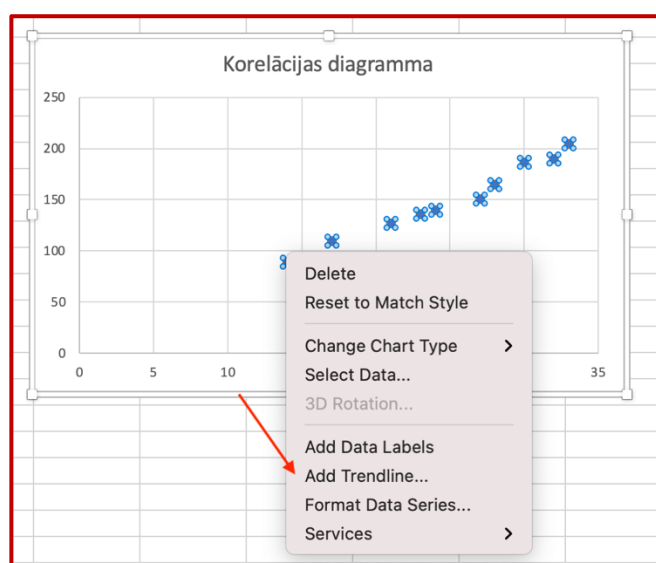 Korelācijas diagramma
250
200
150
100
50
0
0 5 10 35
Delete
Reset to Match Style
Change Chart Type
Select Data...
3D Rotation...
Add Data Labels
Add Trendline...
Format Data Series...
Services